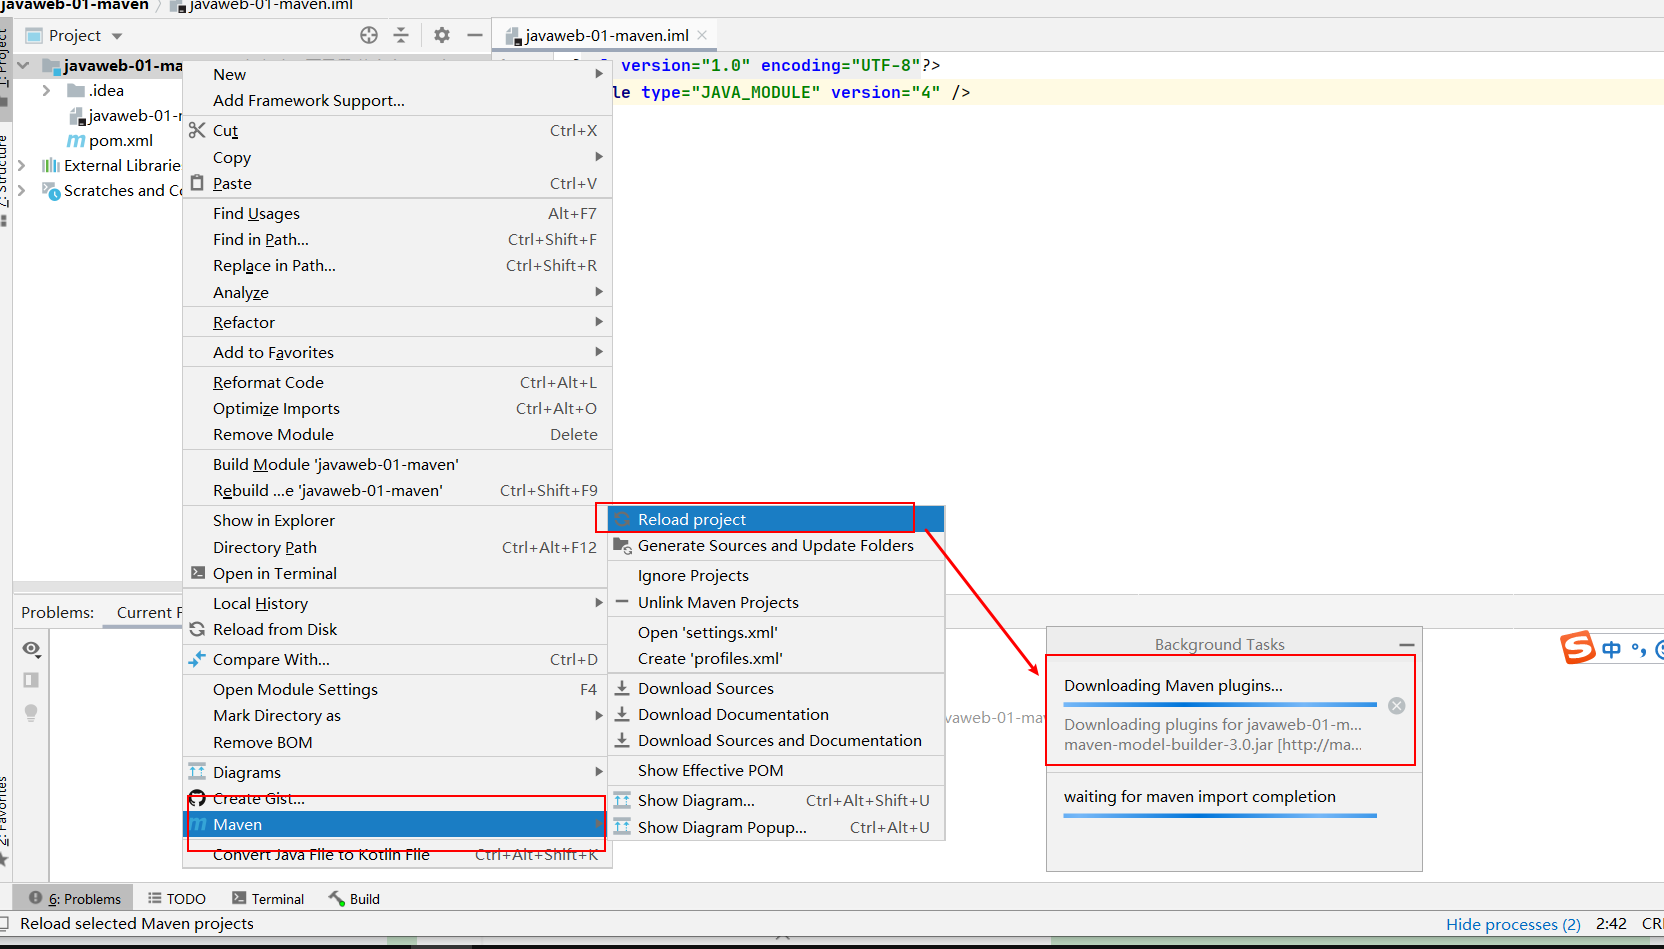 javaweb-01-maven javaweb-01-maven.iml
Project
javaweb-01-maven.iml
1: Project
javaweb-01-ma
.idea
javaweb-01-m
pom.xml
External Librarie
Scratches and Co
Z: Structure
version="1.0" encoding="UTF-8"?>
le type="JAVA_MODULE" version="4" />
New
Add Framework Support...
Cut Ctrl+X
Copy
Paste Ctrl+V
Find Usages Alt+F7
Find in Path... Ctrl+Shift+F
Replace in Path... Ctrl+Shift+R
Analyze
Refactor
Add to Favorites
Reformat Code Ctrl+Alt+L
Optimize Imports Ctrl+Alt+O
Remove Module Delete
Build Module 'javaweb-01-maven'
Rebuild ...e 'javaweb-01-maven' Ctrl+Shift+F9
Show in Explorer
Directory Path Ctrl+Alt+F12
Open in Terminal
Local History
Reload from Disk
Compare With... Ctrl+D
Open Module Settings F4
Mark Directory as
Remove BOM
Diagrams
Create Gist...
Maven
Convert Java File to Kotlin File Ctrl+Alt+Shift+K
Reload project
Generate Sources and Update Folders
Ignore Projects
Unlink Maven Projects
Open 'settings.xml'
Create 'profiles.xml'
Download Sources
Download Documentation
Download Sources and Documentation
Show Effective POM
Show Diagram... Ctrl+Alt+Shift+U
Show Diagram Popup... Ctrl+Alt+U
Problems: Current F
vaweb-01-mav
Background Tasks
Downloading Maven plugins...
Downloading plugins for javaweb-01-m...
maven-model-builder-3.0.jar [http://ma...
waiting for maven import completion
S 中 °,
2: Favorites
6: Problems TODO Terminal Build
Reload selected Maven projects Hide processes (2) 2:42 CR